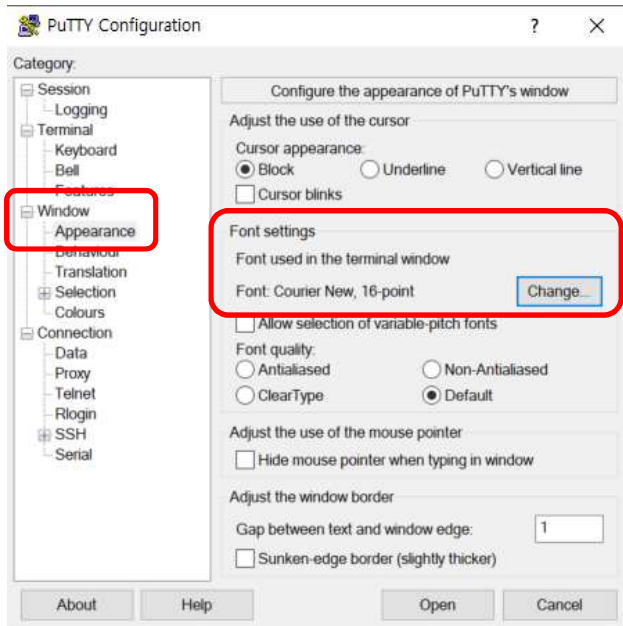 PuTTY Configuration
?
Category:
Session
Logging
Terminal
Keyboard
Bell
Features
Window
Appearance
Behaviour
Translation
Selection
Colours
Connection
Data
Proxy
Telnet
Rlogin
SSH
Serial
Configure the appearance of PuTTY's window
Adjust the use of the cursor
Cursor appearance:
Block Underline Vertical line
Cursor blinks
Font settings
Font used in the terminal window
Font: Courier New, 16-point Change...
Allow selection of variable-pitch fonts
Font quality:
Antialiased Non-Antialiased
ClearType Default
Adjust the use of the mouse pointer
Hide mouse pointer when typing in window
Adjust the window border
Gap between text and window edge: 1
Sunken-edge border (slightly thicker)
About Help Open Cancel